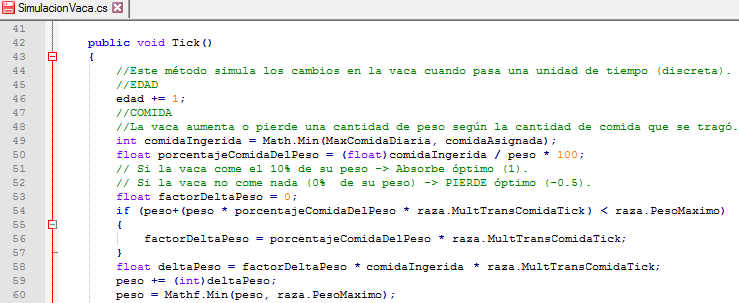 SimulacionVaca.cs
41
42 public void Tick()
43 {
44 //Este método simula los cambios en la vaca cuando pasa una unidad de tiempo (discreta).
45 //EDAD
46 edad += 1;
47 //COMIDA
48 //La vaca aumenta o pierde una cantidad de peso según la cantidad de comida que se tragó.
49 int comidaIngerida = Math.Min(MaxComidaDiaria, comidaAsignada);
50 float porcentajeComidaDelPeso = (float)comidaIngerida / peso * 100;
51 // Si la vaca come el 10% de su peso -> Absorbe óptimo (1).
52 // Si la vaca no come nada (0%  de su peso) -> PIERDE óptimo (-0.5).
53 float factorDeltaPeso = 0;
54 if (peso+(peso * porcentajeComidaDelPeso * raza.MultTransComidaTick) < raza.PesoMaximo)
55 {
56 factorDeltaPeso = porcentajeComidaDelPeso * raza.MultTransComidaTick;
57 }
58 float deltaPeso = factorDeltaPeso * comidaIngerida * raza.MultTransComidaTick;
59 peso += (int)deltaPeso;
60 peso = Mathf.Min(peso, raza.PesoMaximo);